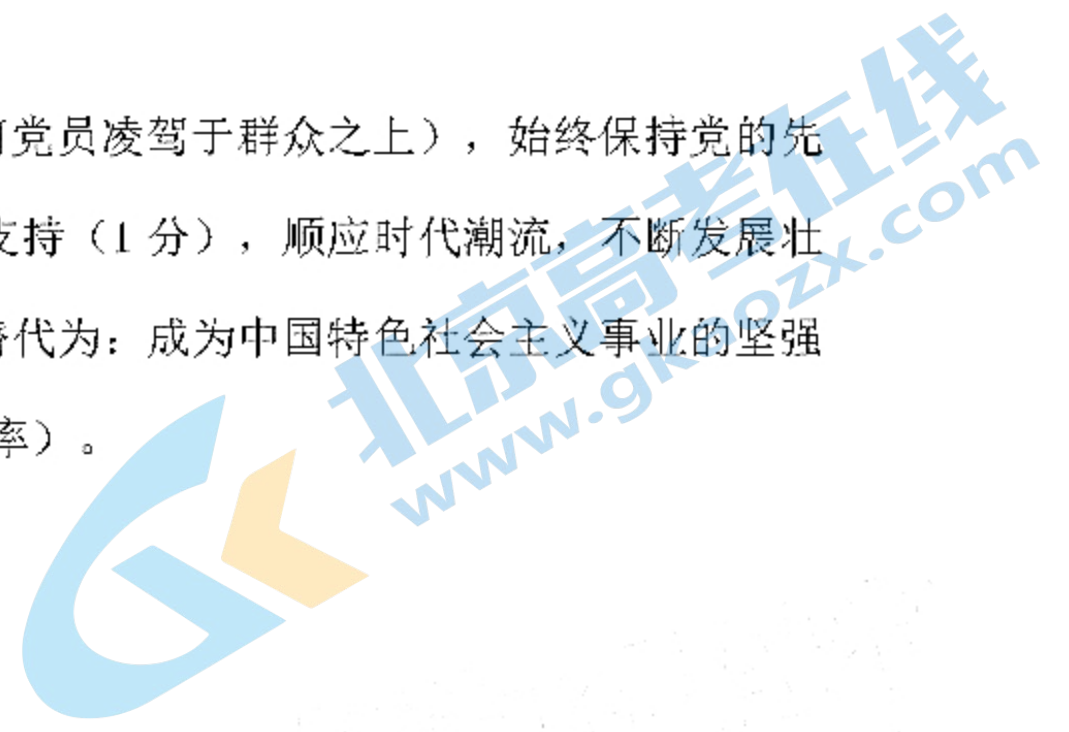 党员凌驾于群众之上），始终保持党的先
支持（1 分），顺应时代潮流，不断发展壮
替代为：成为中国特色社会主义事业的坚强
率）。
北京高考在线
www.gkaozx.com